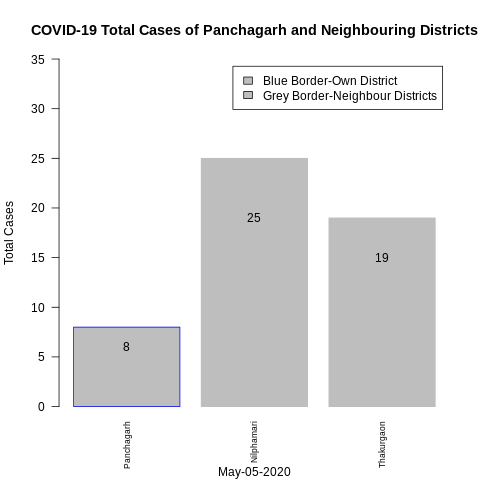 COVID-19 Total Cases of Panchagarh and Neighbouring Districts
Blue Border-Own District
Grey Border-Neighbour Districts
Total Cases
35
30
25
20
15
10
5
0
8
25
19
Panchagarh
Nilphamari
Thakurgaon
May-05-2020